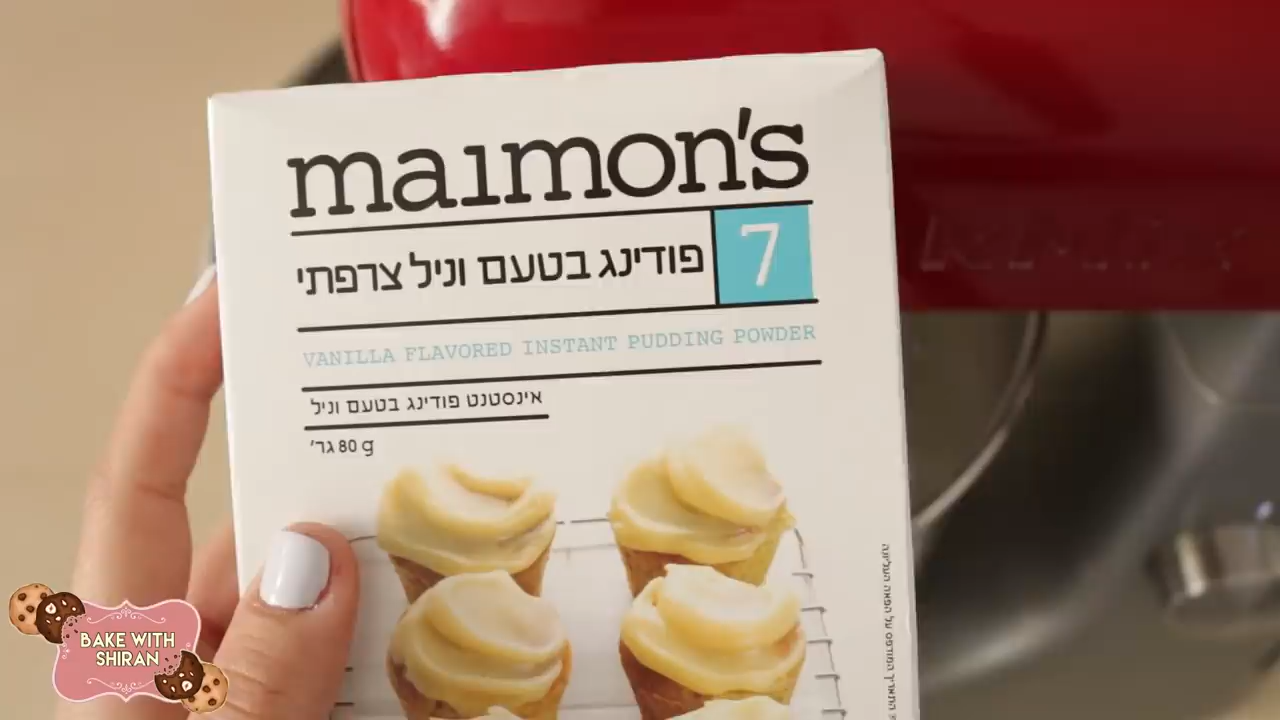 maimon's
פודינג בטעם וניל צרפתי
7
VANILLA FLAVORED INSTANT PUDDING POWDER
אינסטנט פודינג בטעם וניל
80 g גר'
BAKE WITH
SHIRAN